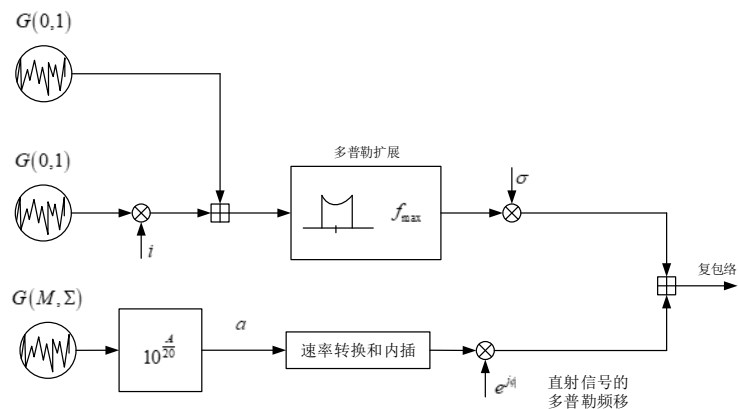 G(0,1)
G(0,1)
i
多普勒扩展
f_max
σ
复包络
G(M,Σ)
10^{A/20}
a
速率转换和内插
e^{jϕ}
直射信号的
多普勒频移